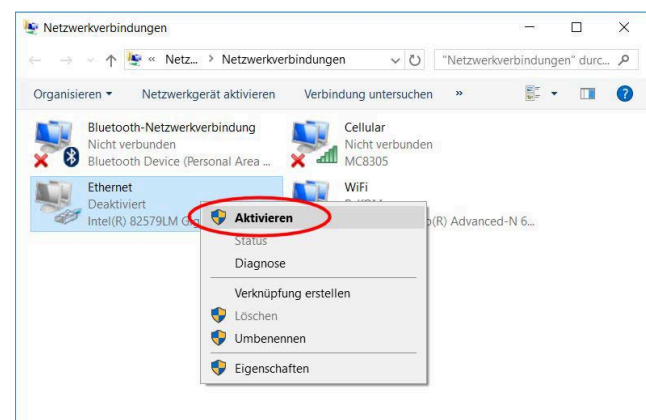 Netzwerkverbindungen
« Netz... > Netzwerkverbindungen
"Netzwerkverbindungen" durc...
Organisieren Netzwerkgerät aktivieren Verbindung untersuchen »
Bluetooth-Netzwerkverbindung
Nicht verbunden
Bluetooth Device (Personal Area ...
Cellular
Nicht verbunden
MC8305
Ethernet
Deaktiviert
Intel(R) 82579LM
WiFi
(R) Advanced-N 6...
Aktivieren
Status
Diagnose
Verknüpfung erstellen
Löschen
Umbenennen
Eigenschaften